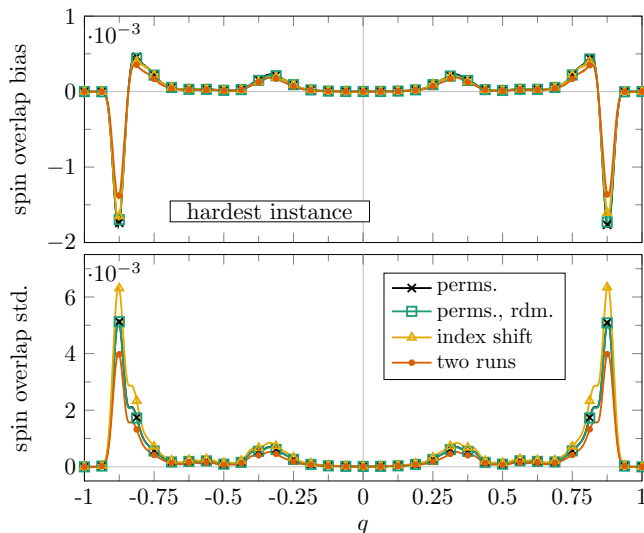 1
·10⁻³
0
−1
−2
spin overlap bias
hardest instance
·10⁻³
6
4
2
0
spin overlap std.
perms.
perms., rdm.
index shift
two runs
-1 -0.75 -0.5 -0.25 0 0.25 0.5 0.75 1
q